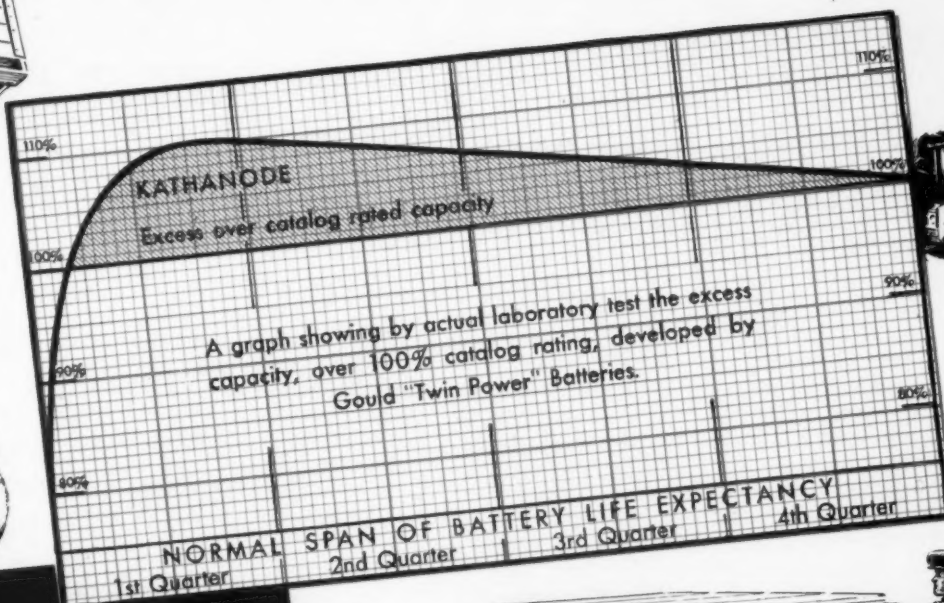 110%
110%
KATHANODE
100%
Excess over catalog rated capacity
100%
90%
A graph showing by actual laboratory test the excess
capacity, over 100% catalog rating, developed by
Gould "Twin Power" Batteries.
90%
80%
80%
NORMAL SPAN OF BATTERY LIFE EXPECTANCY
1st Quarter 2nd Quarter 3rd Quarter 4th Quarter